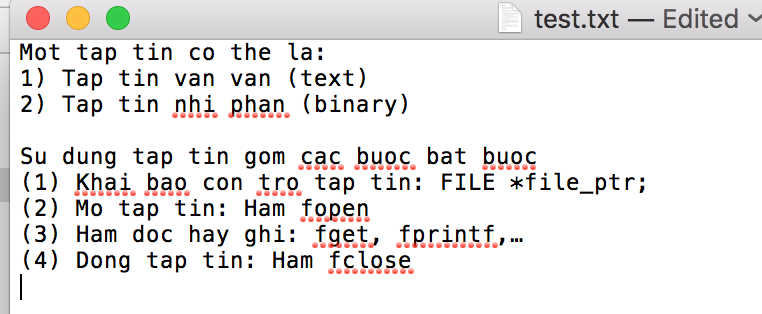 test.txt — Edited
Mot tap tin co the la:
1) Tap tin van van (text)
2) Tap tin nhi phan (binary)
Su dung tap tin gom cac buoc bat buoc
(1) Khai bao con tro tap tin: FILE *file_ptr;
(2) Mo tap tin: Ham fopen
(3) Ham doc hay ghi: fget, fprintf,…
(4) Dong tap tin: Ham fclose